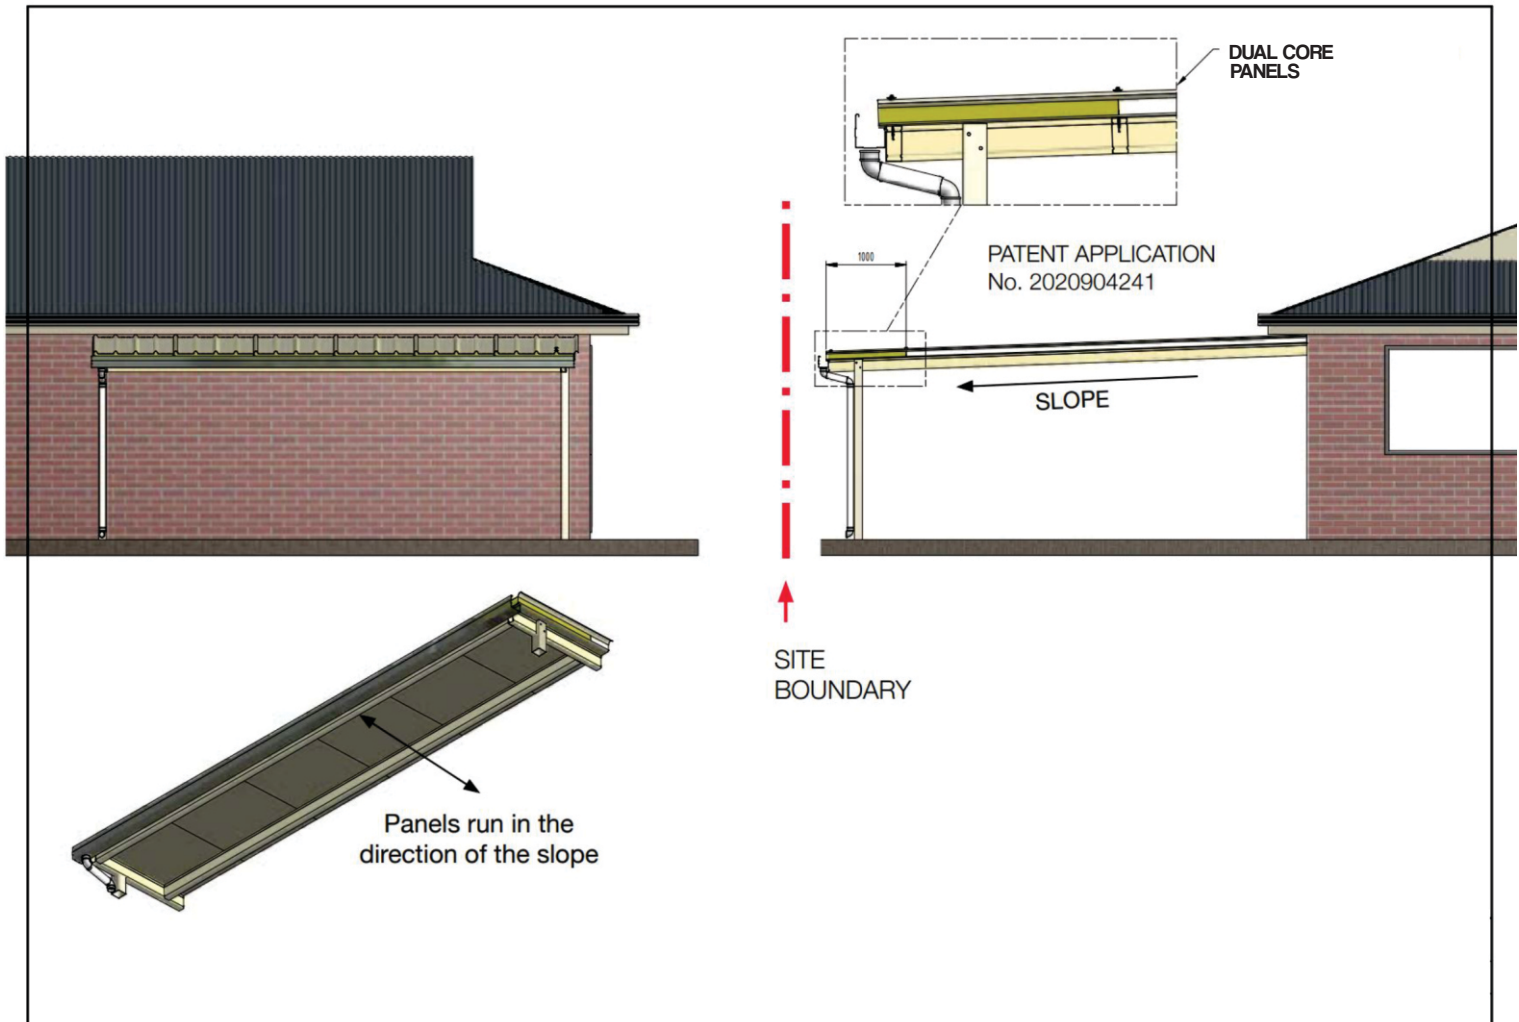 DUAL CORE
PANELS
PATENT APPLICATION
No. 2020904241
1000
SLOPE
SITE
BOUNDARY
Panels run in the
direction of the slope